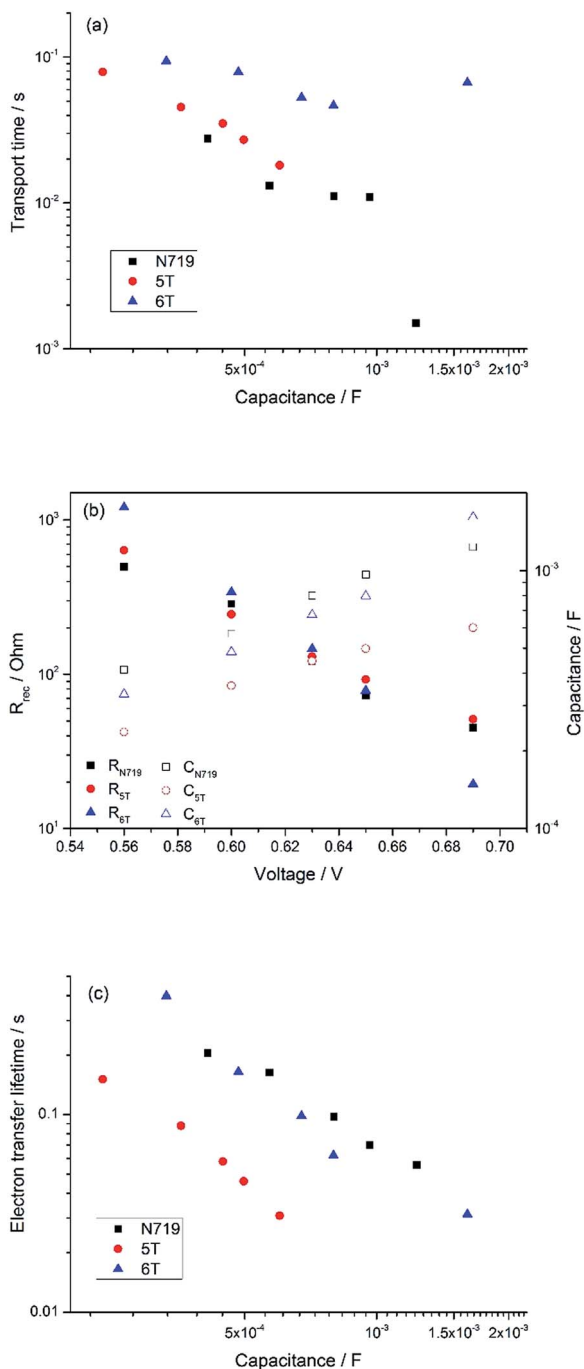 (a)
Transport time / s
10⁻¹
10⁻²
10⁻³
N719
5T
6T
5x10⁻⁴ 10⁻³ 1.5x10⁻³ 2x10⁻³
Capacitance / F
(b)
R_rec / Ohm
10³
10²
10¹
Capacitance / F
10⁻³
10⁻⁴
R_N719 C_N719
R_5T C_5T
R_6T C_6T
0.54 0.56 0.58 0.60 0.62 0.64 0.66 0.68 0.70
Voltage / V
(c)
Electron transfer lifetime / s
0.1
0.01
N719
5T
6T
5x10⁻⁴ 10⁻³ 1.5x10⁻³ 2x10⁻³
Capacitance / F